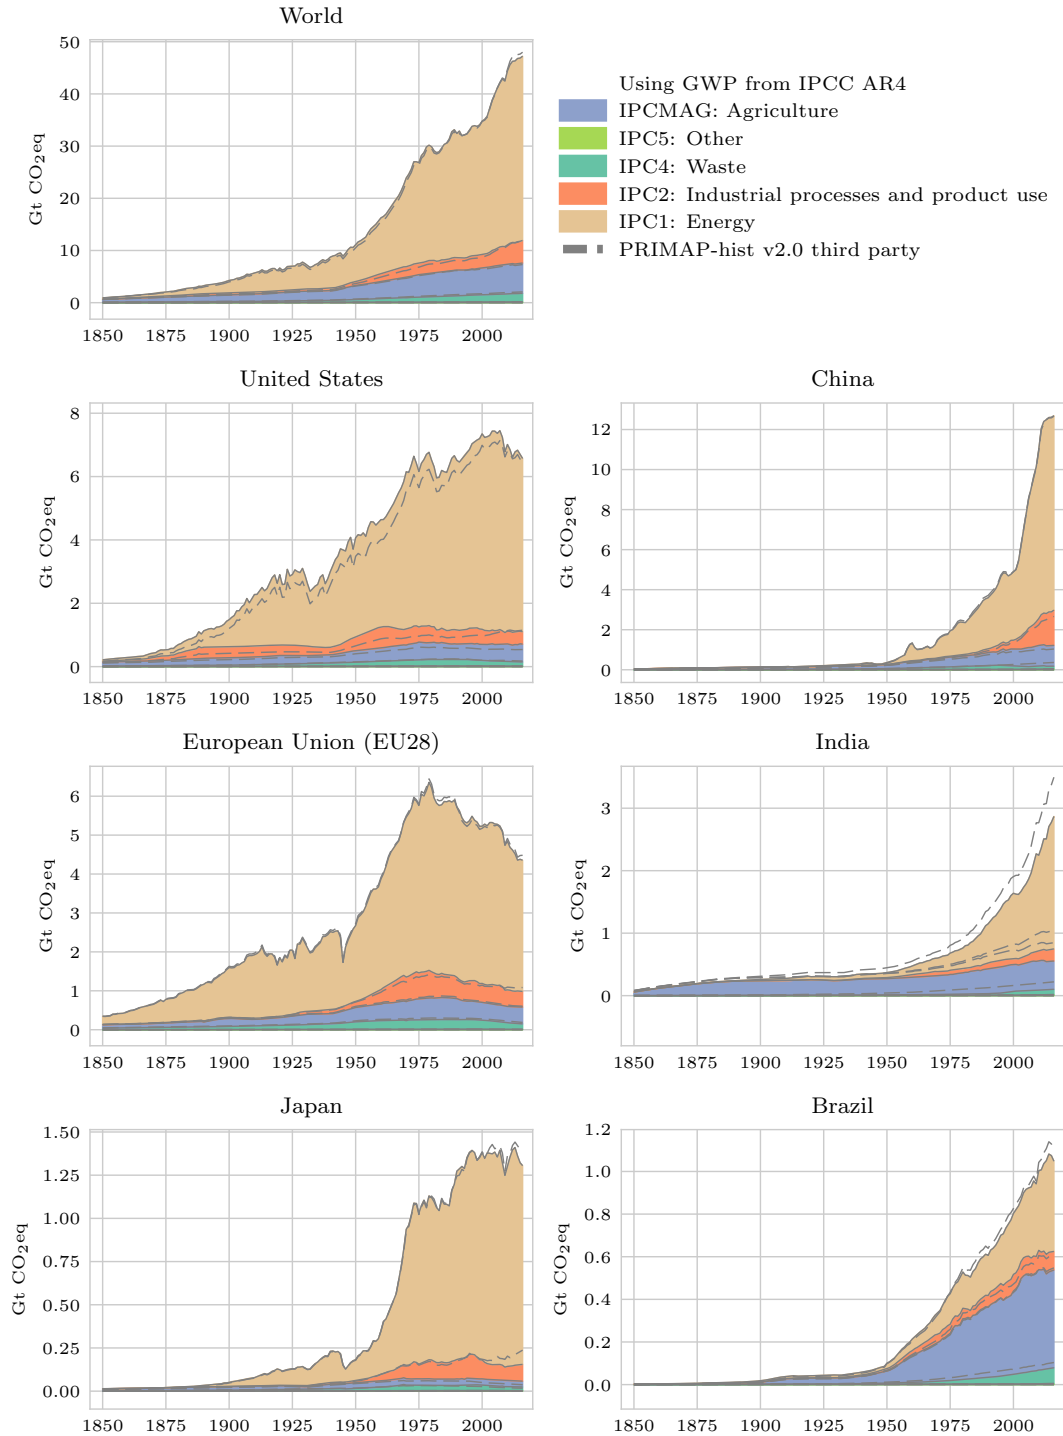 World
Gt CO2eq
50
40
30
20
10
0
1850 1875 1900 1925 1950 1975 2000
Using GWP from IPCC AR4
IPCMAG: Agriculture
IPC5: Other
IPC4: Waste
IPC2: Industrial processes and product use
IPC1: Energy
PRIMAP-hist v2.0 third party
United States
Gt CO2eq
8
6
4
2
0
1850 1875 1900 1925 1950 1975 2000
China
Gt CO2eq
12
10
8
6
4
2
0
1850 1875 1900 1925 1950 1975 2000
European Union (EU28)
Gt CO2eq
6
5
4
3
2
1
0
1850 1875 1900 1925 1950 1975 2000
India
Gt CO2eq
3
2
1
0
1850 1875 1900 1925 1950 1975 2000
Japan
Gt CO2eq
1.50
1.25
1.00
0.75
0.50
0.25
0.00
1850 1875 1900 1925 1950 1975 2000
Brazil
Gt CO2eq
1.2
1.0
0.8
0.6
0.4
0.2
0.0
1850 1875 1900 1925 1950 1975 2000